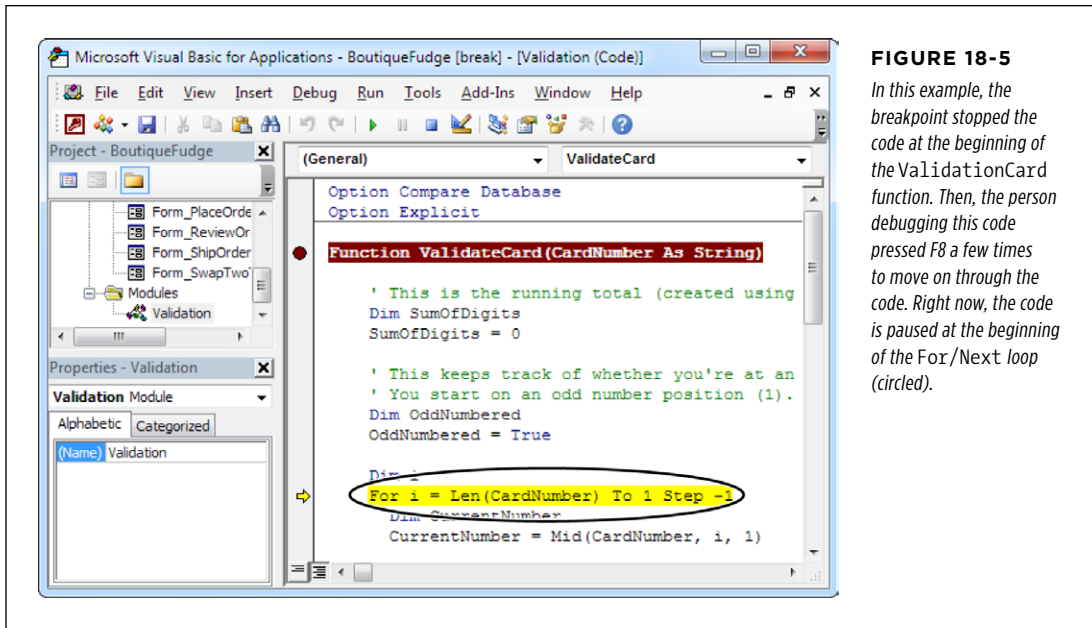 Microsoft Visual Basic for Applications - BoutiqueFudge [break] - [Validation (Code)]
File Edit View Insert Debug Run Tools Add-Ins Window Help
Project - BoutiqueFudge
Form_PlaceOrde
Form_ReviewOr
Form_ShipOrder
Form_SwapTwo
Modules
Validation
Properties - Validation
Validation Module
Alphabetic Categorized
(Name) Validation
(General) ValidateCard
Option Compare Database
Option Explicit
Function ValidateCard(CardNumber As String)
' This is the running total (created using
Dim SumOfDigits
SumOfDigits = 0
' This keeps track of whether you're at an
' You start on an odd number position (1).
Dim OddNumbered
OddNumbered = True
Dim i
For i = Len(CardNumber) To 1 Step -1
Dim CurrentNumber
CurrentNumber = Mid(CardNumber, i, 1)
FIGURE 18-5
In this example, the
breakpoint stopped the
code at the beginning of
the ValidationCard
function. Then, the person
debugging this code
pressed F8 a few times
to move on through the
code. Right now, the code
is paused at the beginning
of the For/Next loop
(circled).